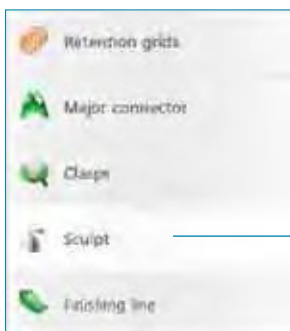 Retention grids
Major connector
Clasps
Sculpt
Finishing line